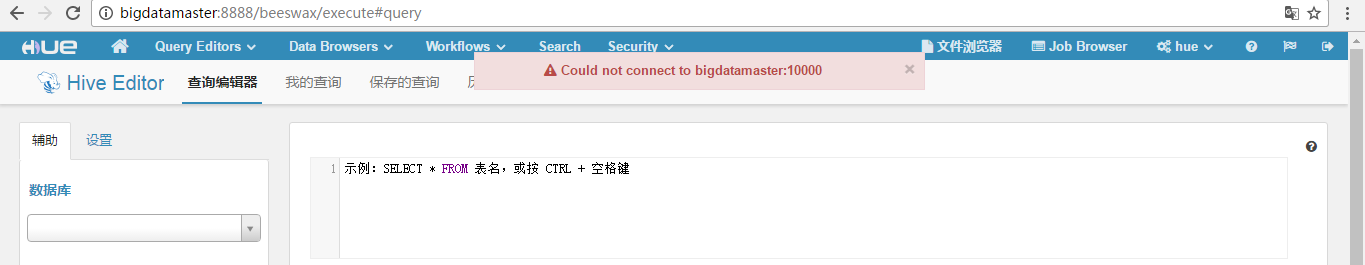 bigdatamaster:8888/beeswax/execute#query
HUE Query Editors Data Browsers Workflows Search Security 文件浏览器 Job Browser hue
Could not connect to bigdatamaster:10000 ×
Hive Editor 查询编辑器 我的查询 保存的查询
辅助 设置
1 示例: SELECT * FROM 表名, 或按 CTRL + 空格键
数据库